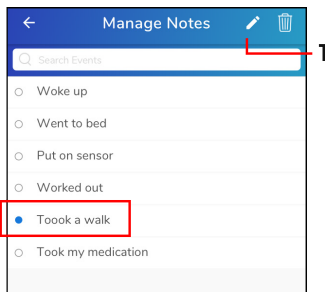 Manage Notes
Search Events
Woke up
Went to bed
Put on sensor
Worked out
Toook a walk
Took my medication